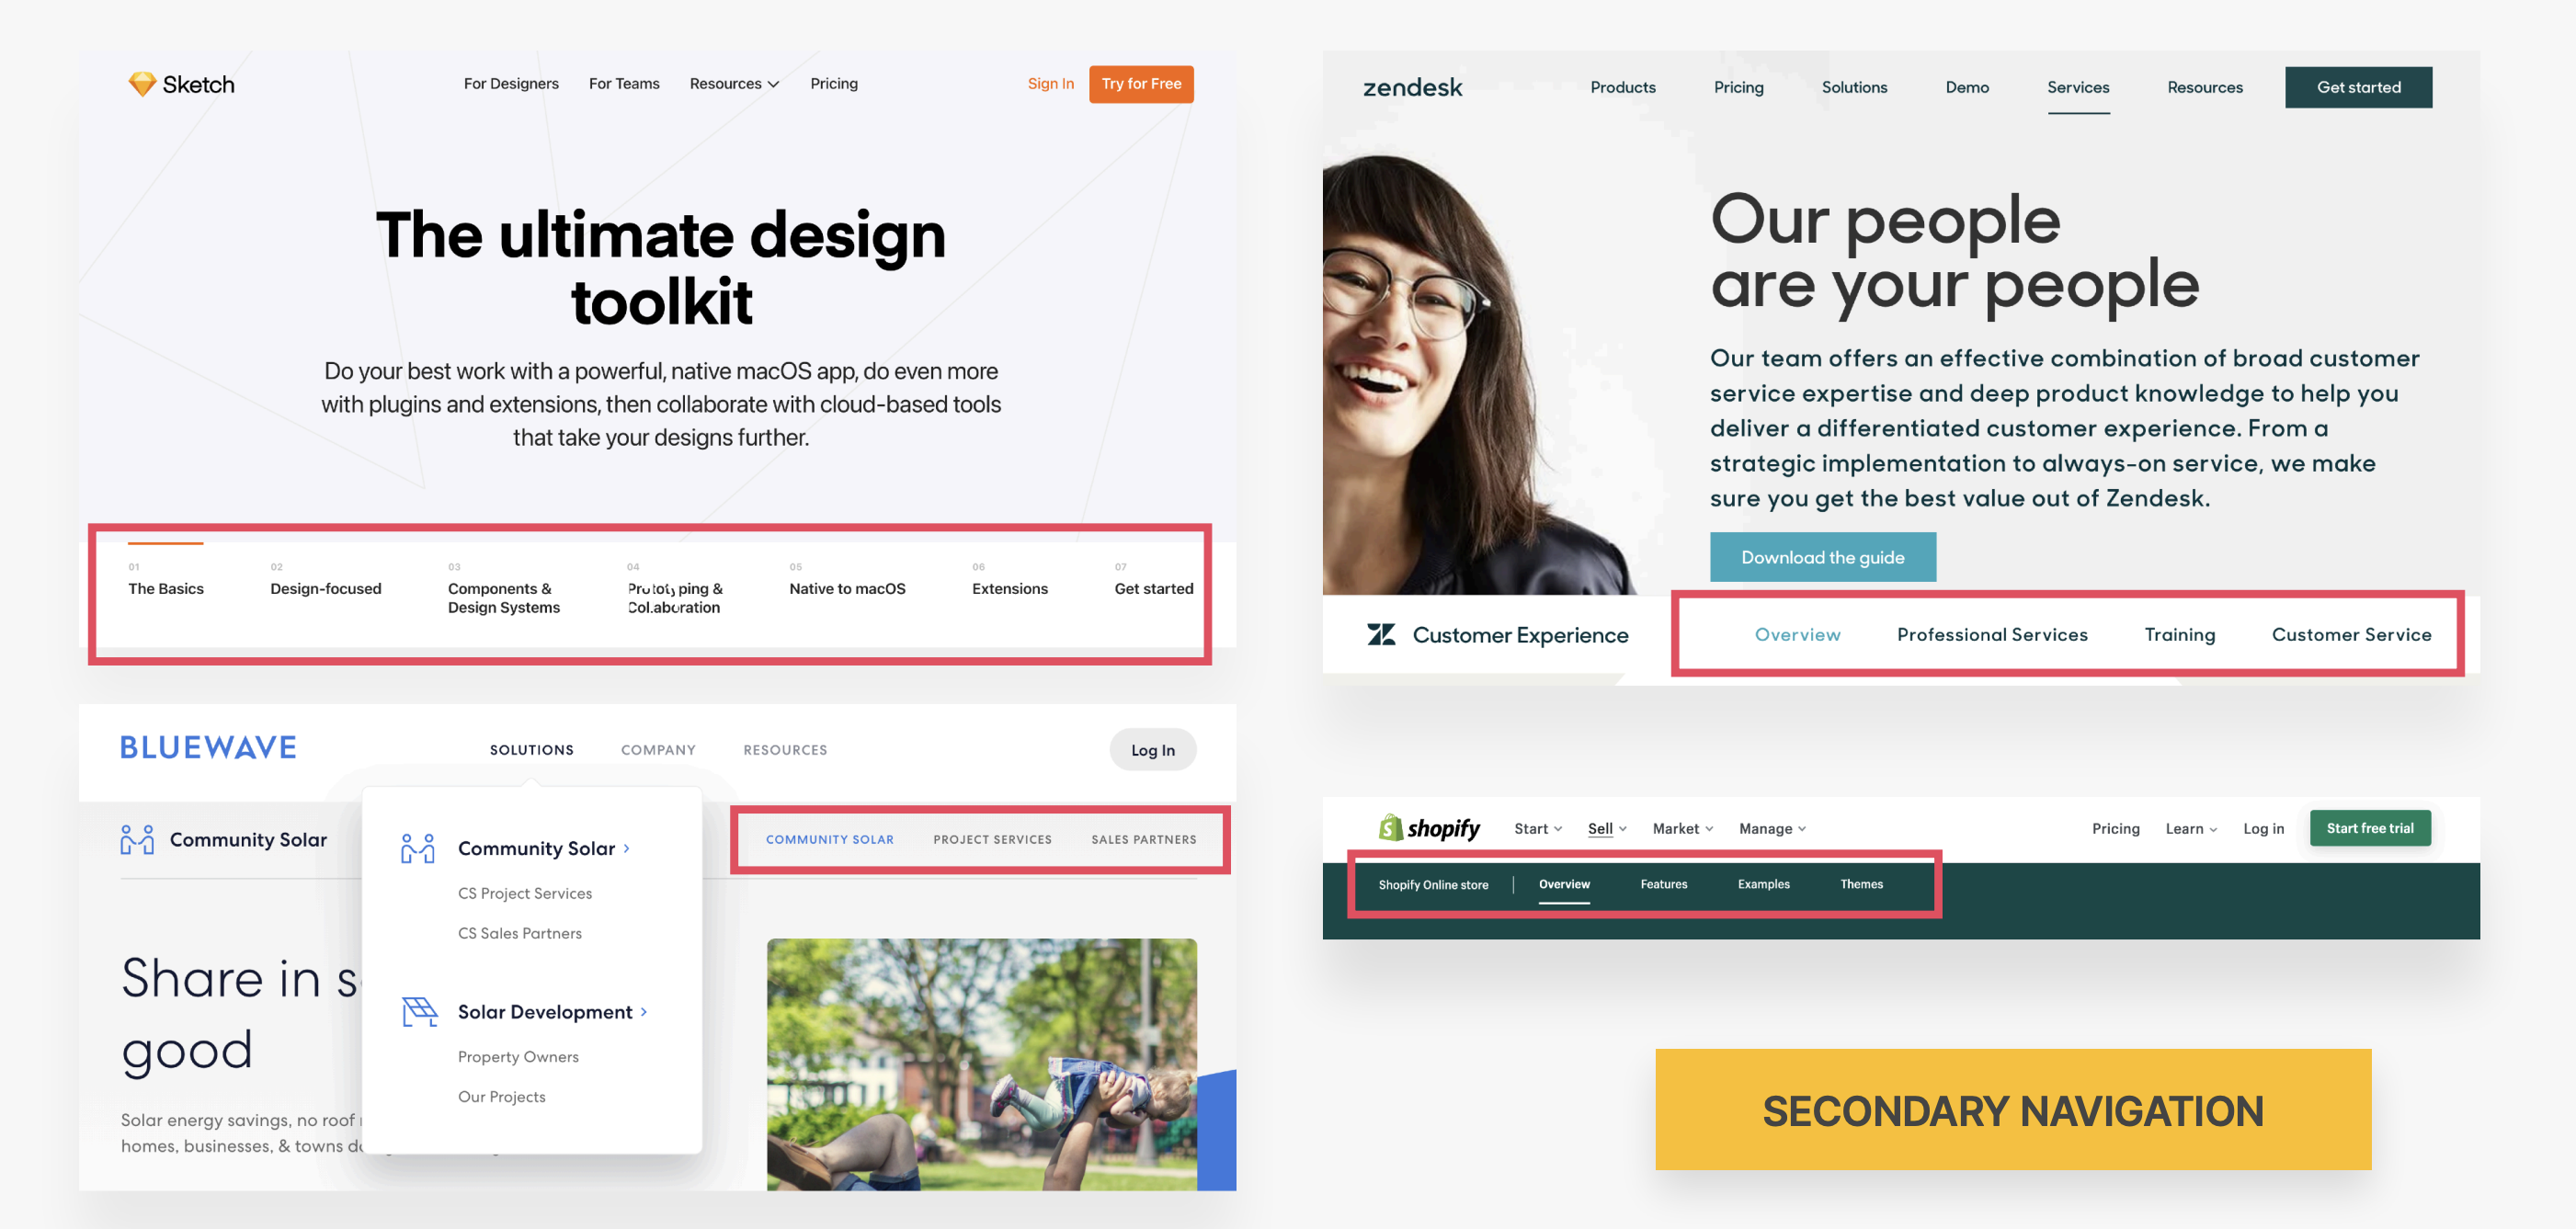 Sketch
For Designers For Teams Resources Pricing
Sign In Try for Free
The ultimate design
toolkit
Do your best work with a powerful, native macOS app, do even more
with plugins and extensions, then collaborate with cloud-based tools
that take your designs further.
01
The Basics
02
Design-focused
03
Components &
Design Systems
04
Prototyping &
Collaboration
05
Native to macOS
06
Extensions
07
Get started
zendesk
Products Pricing Solutions Demo Services Resources Get started
Our people
are your people
Our team offers an effective combination of broad customer
service expertise and deep product knowledge to help you
deliver a differentiated customer experience. From a
strategic implementation to always-on service, we make
sure you get the best value out of Zendesk.
Download the guide
Customer Experience
Overview Professional Services Training Customer Service
BLUEWAVE
SOLUTIONS COMPANY RESOURCES
Log In
Community Solar
COMMUNITY SOLAR PROJECT SERVICES SALES PARTNERS
Community Solar
CS Project Services
CS Sales Partners
Solar Development
Property Owners
Our Projects
Share in
good
Solar energy savings, no roof
homes, businesses, & towns
shopify
Start Sell Market Manage
Pricing Learn Log in Start free trial
Shopify Online store Overview Features Examples Themes
SECONDARY NAVIGATION